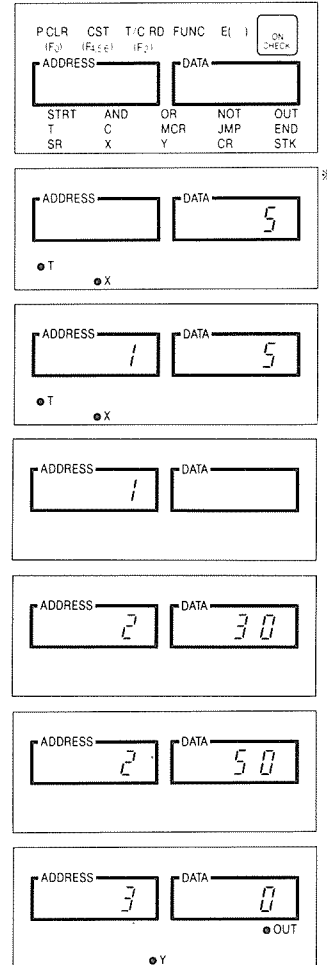 P CLR CST T/C RD FUNC E( ) ON CHECK
(F0) (F4 5 6) (F2)
ADDRESS DATA
STRT AND OR NOT OUT
T C MCR JMP END
SR X Y CR STK
※
ADDRESS DATA
5
T
X
ADDRESS DATA
1 5
T
X
ADDRESS DATA
1
ADDRESS DATA
2 30
ADDRESS DATA
2 50
ADDRESS DATA
3 0
OUT
Y